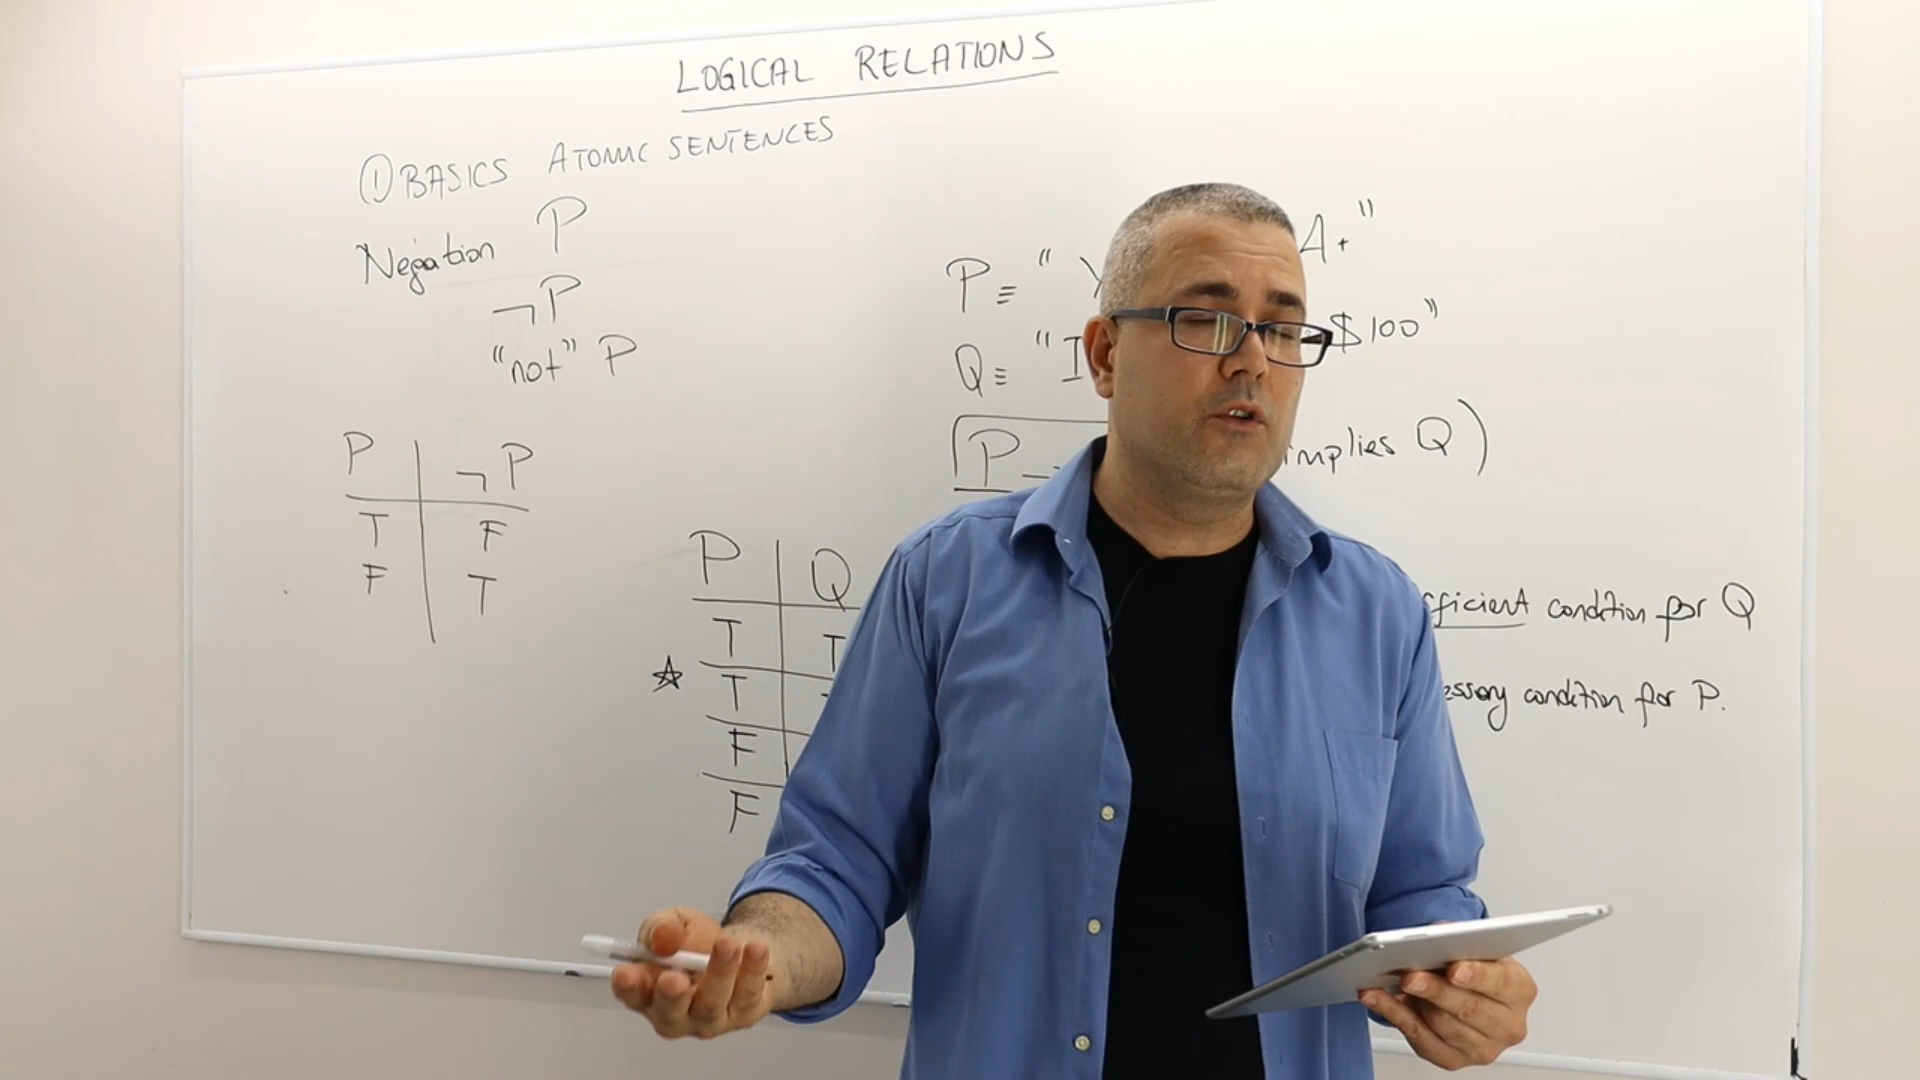 LOGICAL RELATIONS
① BASICS ATOMIC SENTENCES
Negation P
¬P
"not" P
P ¬P
T F
F T
P ≡ " A+"
Q ≡ "I $100"
P implies Q)
P Q
T T
☆ T
F
F
condition for Q
condition for P.